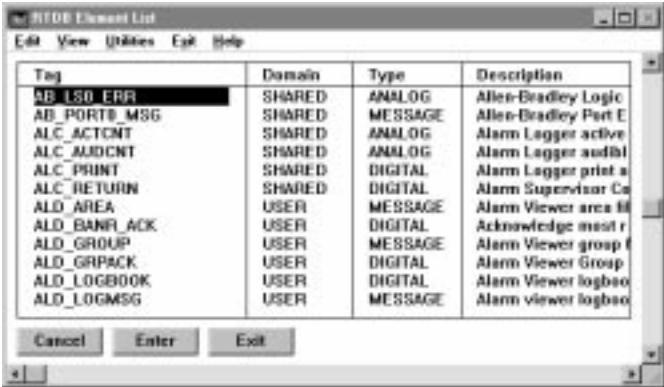 RTDB Element List
Edit View Utilities Exit Help
Tag Domain Type Description
AB_LS0_ERR SHARED ANALOG Allen-Bradley Logic
AB_PORT0_MSG SHARED MESSAGE Allen-Bradley Port E
ALC_ACTCNT SHARED ANALOG Alarm Logger active
ALC_AUDCNT SHARED ANALOG Alarm Logger audibl
ALC_PRINT SHARED DIGITAL Alarm Logger print a
ALC_RETURN SHARED DIGITAL Alarm Supervisor Co
ALD_AREA USER MESSAGE Alarm Viewer area fil
ALD_BANR_ACK USER DIGITAL Acknowledge most r
ALD_GROUP USER MESSAGE Alarm Viewer group f
ALD_GRPACK USER DIGITAL Alarm Viewer Group
ALD_LOGBOOK USER DIGITAL Alarm Viewer logboo
ALD_LOGMSG USER MESSAGE Alarm viewer logboo
Cancel Enter Exit